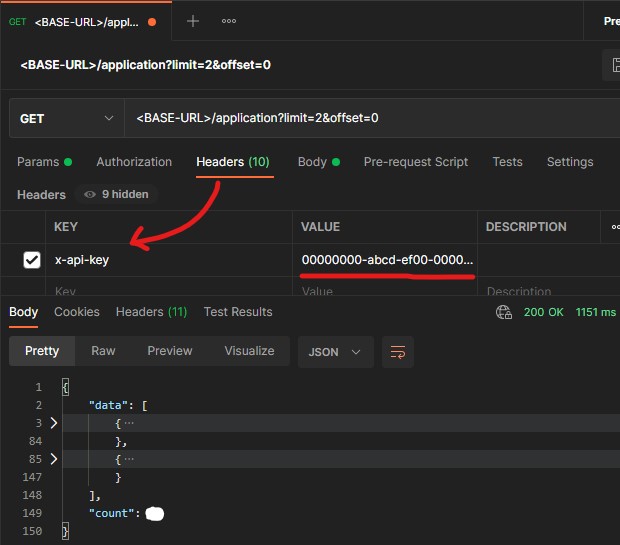 GET <BASE-URL>/appl...
Pre
<BASE-URL>/application?limit=2&offset=0
GET <BASE-URL>/application?limit=2&offset=0
Params Authorization Headers (10) Body Pre-request Script Tests Settings
Headers 9 hidden
KEY VALUE DESCRIPTION
x-api-key 00000000-abcd-ef00-0000...
Key Value Description
Body Cookies Headers (11) Test Results 200 OK 1151 ms
Pretty Raw Preview Visualize JSON
1 {
2 "data": [
3 { ...
84 },
85 { ...
147 }
148 ],
149 "count":
150 }